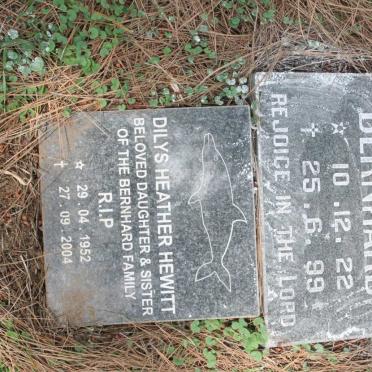 DILYS HEATHER HEWITT
BELOVED DAUGHTER & SISTER
OF THE BERNHARD FAMILY
R.I.P
☆ 29. 04. 1952
✝ 27. 09. 2004
BERNHARD
☆ 10.12.22
✝ 25.6.99
REJOICE IN THE LORD